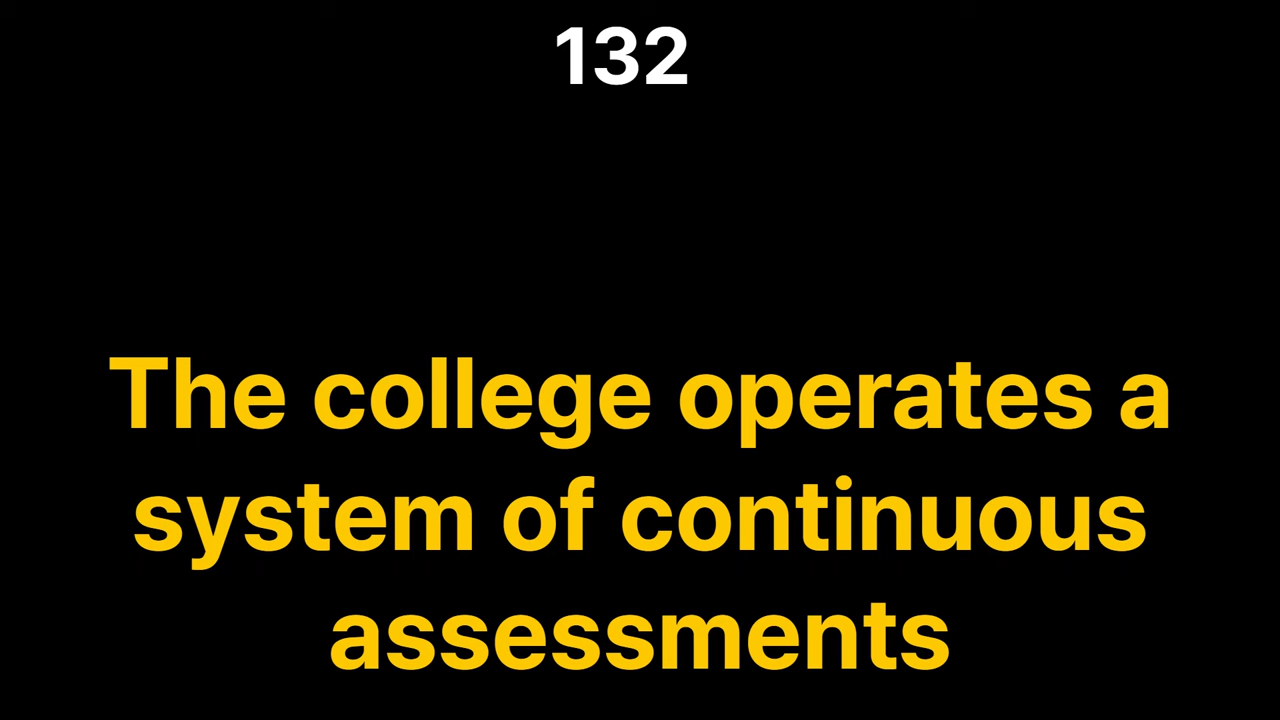 132
The college operates a
system of continuous
assessments